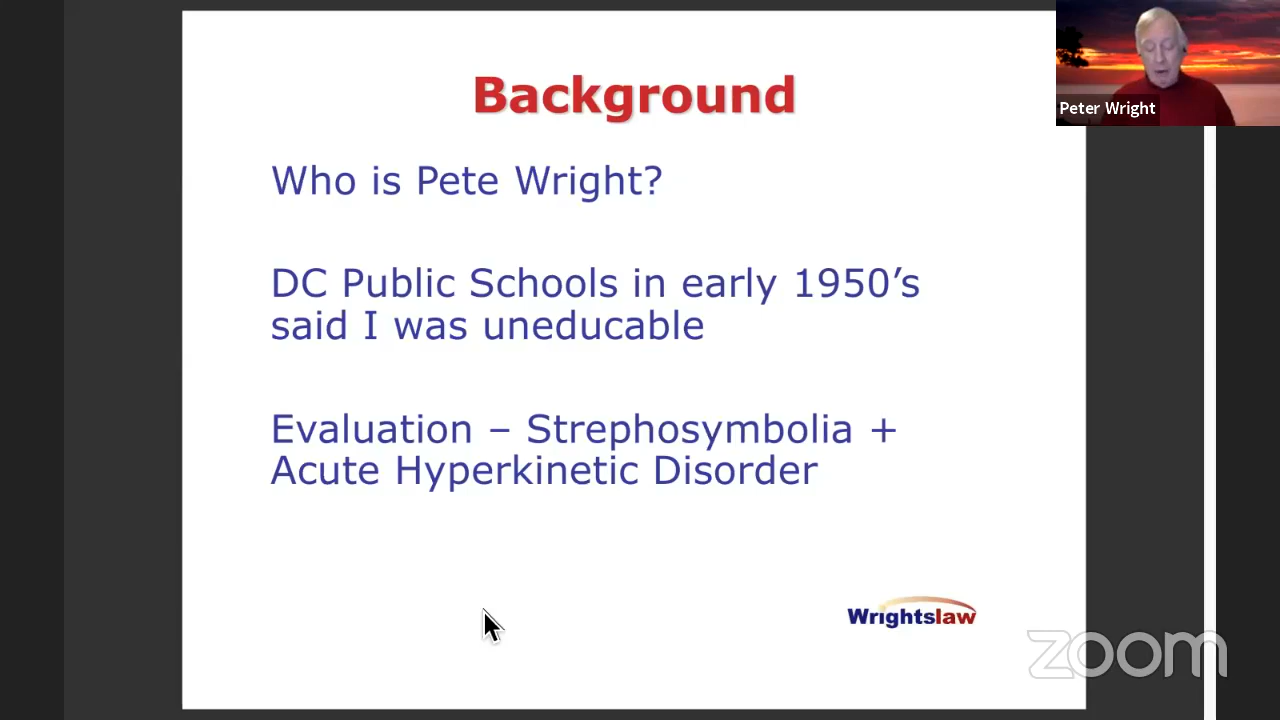 Background
Peter Wright
Who is Pete Wright?
DC Public Schools in early 1950’s
said I was uneducable
Evaluation – Strephosymbolia +
Acute Hyperkinetic Disorder
Wrightslaw
zoom